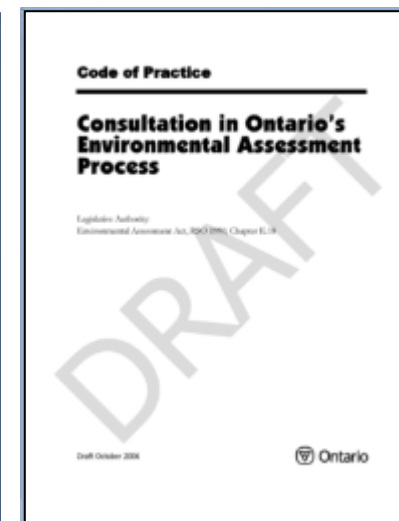 Code of Practice
Consultation in Ontario's
Environmental Assessment
Process
Legislative Authority:
Environmental Assessment Act, RSO 1990, Chapter E.18
DRAFT
Draft October 2006
Ontario